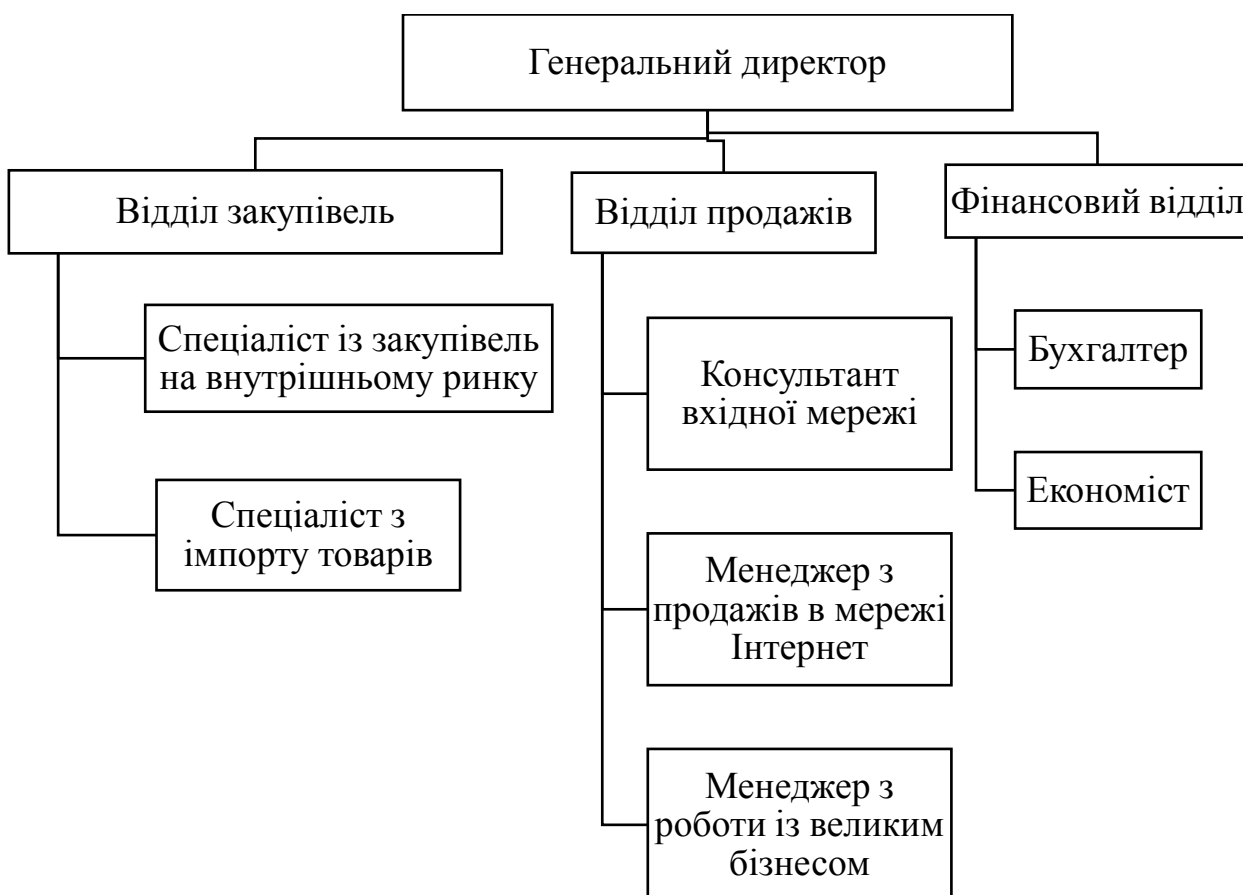 Генеральний директор
Відділ закупівель
Спеціаліст із закупівель
на внутрішньому ринку
Спеціаліст з
імпорту товарів
Відділ продажів
Консультант
вхідної мережі
Менеджер з
продажів в мережі
Інтернет
Менеджер з
роботи із великим
бізнесом
Фінансовий відділ
Бухгалтер
Економіст